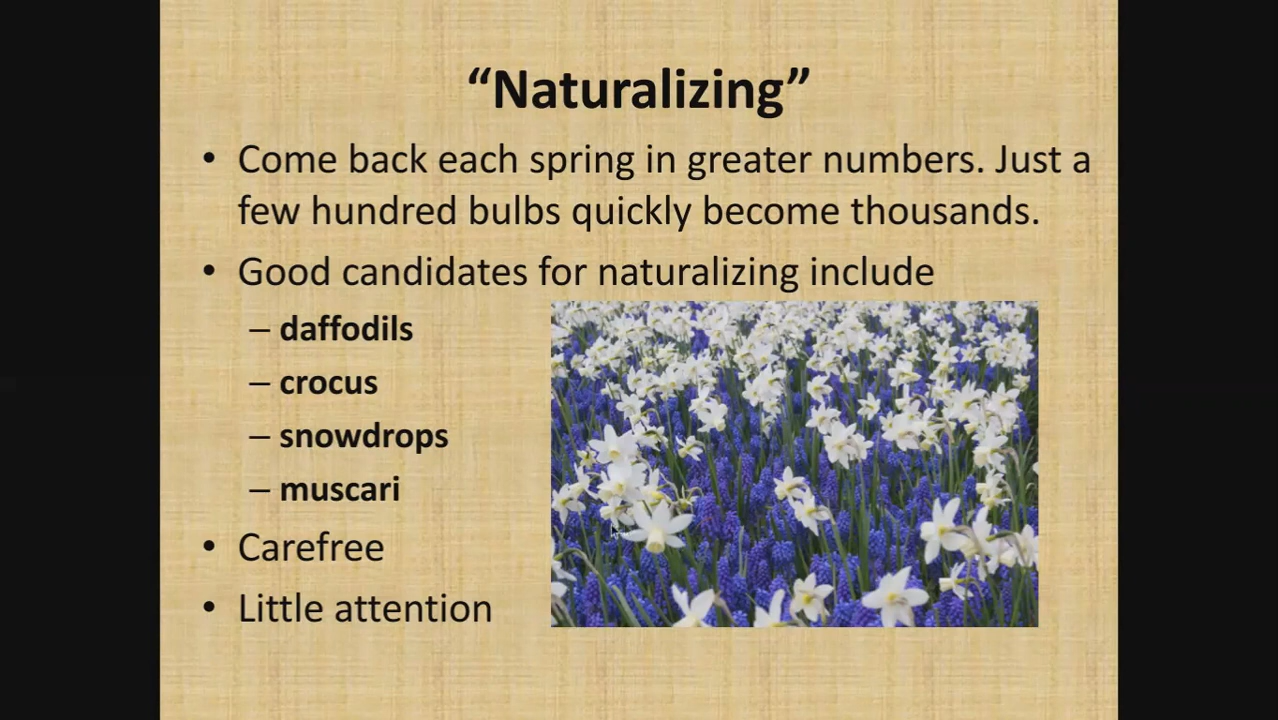 “Naturalizing”
• Come back each spring in greater numbers. Just a
few hundred bulbs quickly become thousands.
• Good candidates for naturalizing include
– daffodils
– crocus
– snowdrops
– muscari
• Carefree
• Little attention